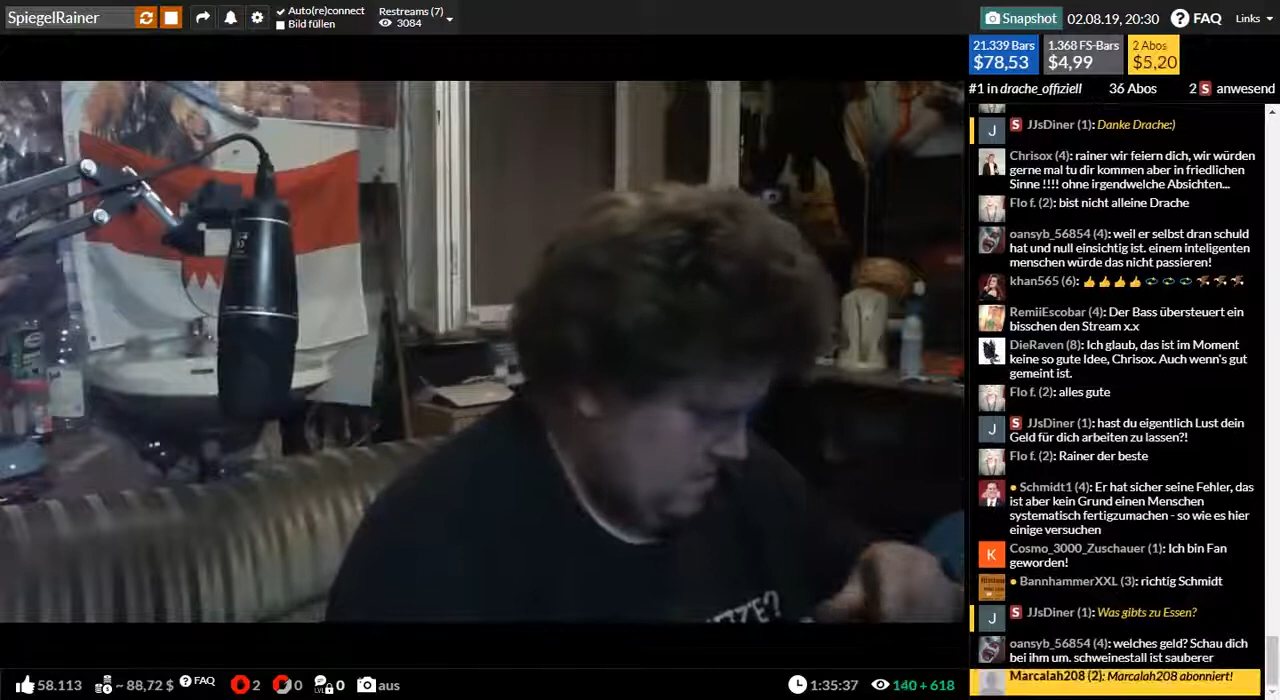 SpiegelRainer
Auto(re)connect
Bild füllen
Restreams (7)
3084
Snapshot
02.08.19, 20:30
? FAQ
Links
21.339 Bars
$78,53
1.368 FS-Bars
$4,99
2 Abos
$5,20
#1 in drache_offiziell
36 Abos
2 S anwesend
J
S JJsDiner (1): Danke Drache:)
Chrisox (4): rainer wir feiern dich, wir würden
gerne mal tu dir kommen aber in friedlichen
Sinne !!!! ohne irgendwelche Absichten...
Flo f. (2): bist nicht alleine Drache
oansyb_56854 (4): weil er selbst dran schuld
hat und null einsichtig ist. einem inteligenten
menschen würde das nicht passieren!
khan565 (6): 👍👍👍👍
RemiiEscobar (4): Der Bass übersteuert ein
bisschen den Stream x.x
DieRaven (8): Ich glaub, das ist im Moment
keine so gute Idee, Chrisox. Auch wenn's gut
gemeint ist.
Flo f. (2): alles gute
J
S JJsDiner (1): hast du eigentlich Lust dein
Geld für dich arbeiten zu lassen?!
Flo f. (2): Rainer der beste
Schmidt1 (4): Er hat sicher seine Fehler, das
ist aber kein Grund einen Menschen
systematisch fertigzumachen - so wie es hier
einige versuchen
K
Cosmo_3000_Zuschauer (1): Ich bin Fan
geworden!
BannhammerXXL (3): richtig Schmidt
J
S JJsDiner (1): Was gibts zu Essen?
oansyb_56854 (4): welches geld? Schau dich
bei ihm um. schweinestall ist sauberer
Marcalah208 (2): Marcalah208 abonniert!
58.113
~ 88,72 $
? FAQ
2
0
LVL
0
aus
1:35:37
140 + 618